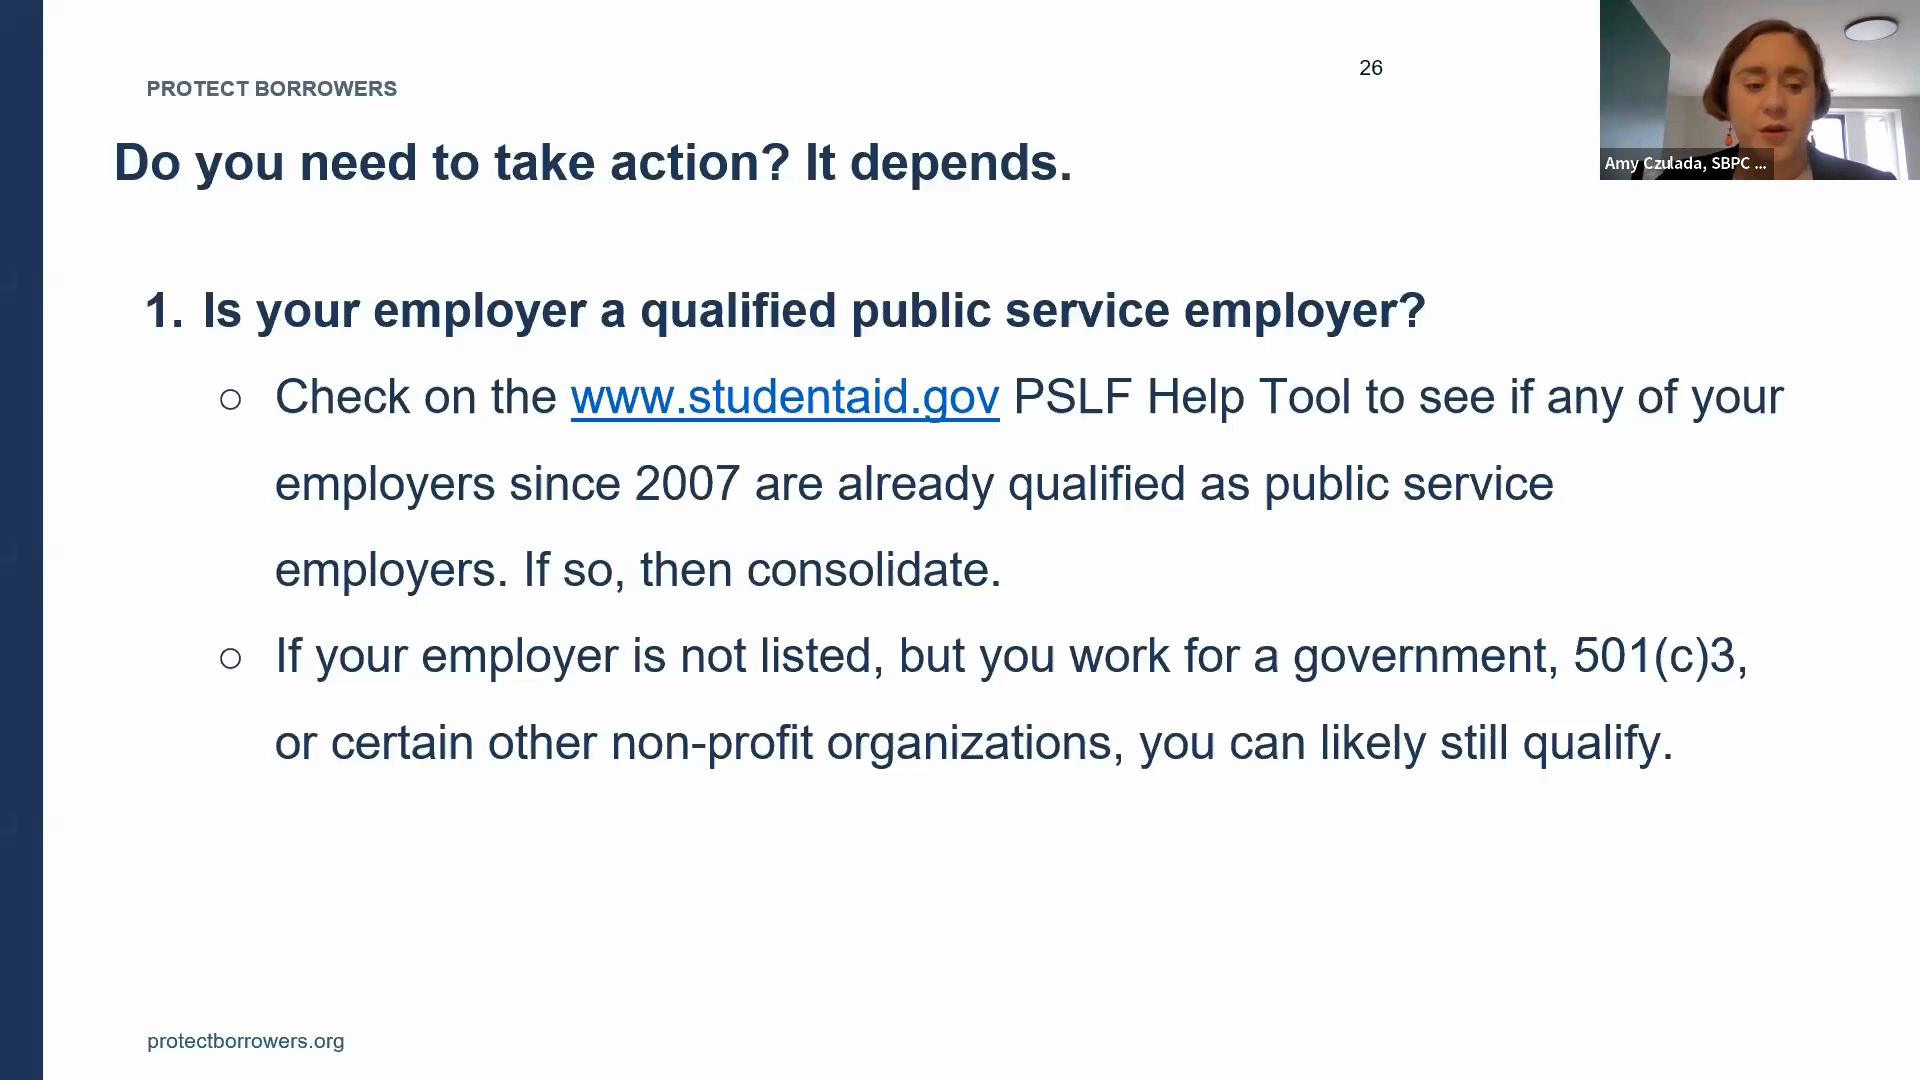 PROTECT BORROWERS
26
Amy Czulada, SBPC ...
Do you need to take action? It depends.
1. Is your employer a qualified public service employer?
○ Check on the www.studentaid.gov PSLF Help Tool to see if any of your
employers since 2007 are already qualified as public service
employers. If so, then consolidate.
○ If your employer is not listed, but you work for a government, 501(c)3,
or certain other non-profit organizations, you can likely still qualify.
protectborrowers.org